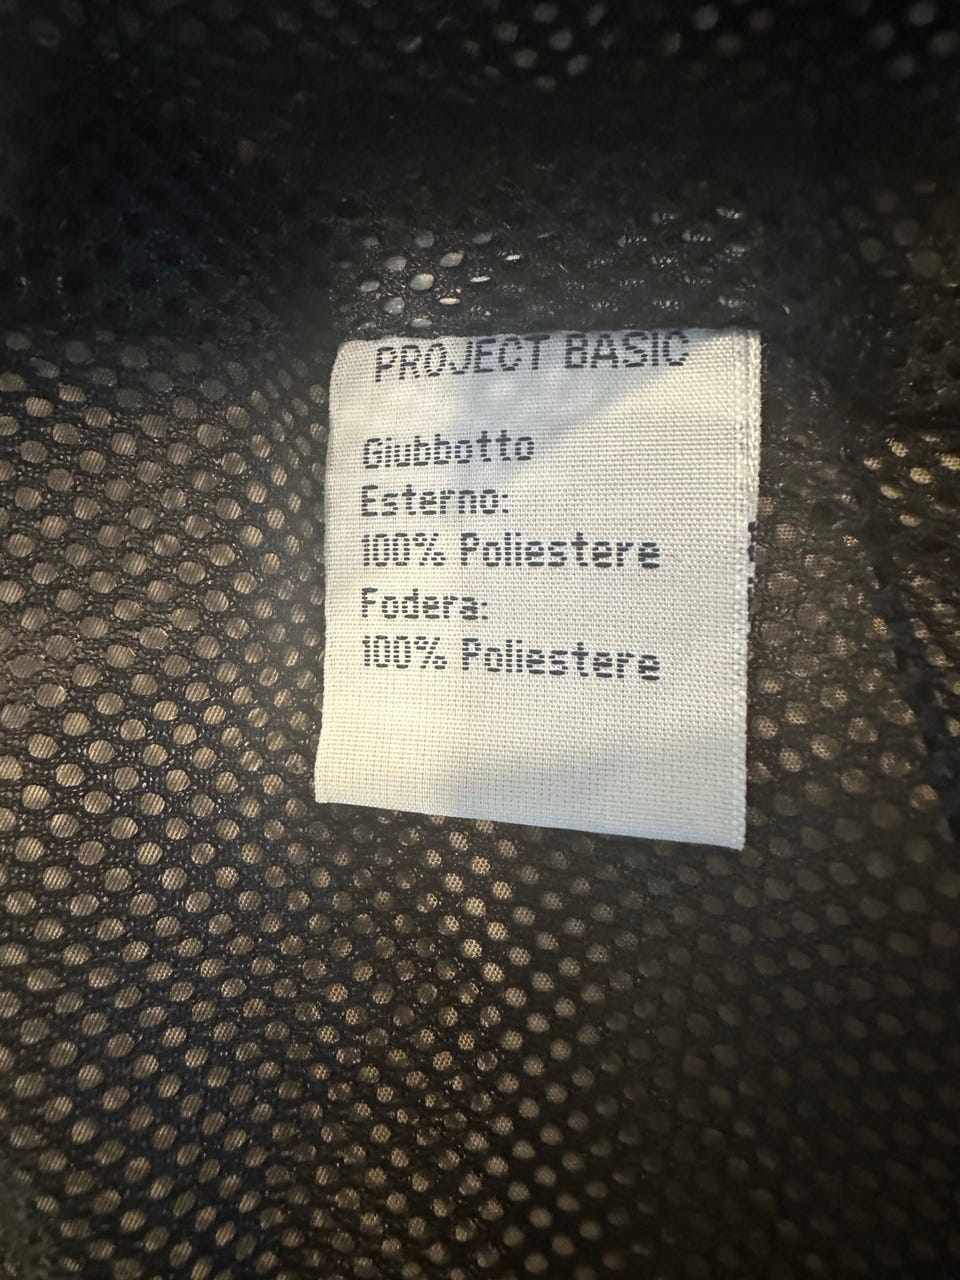 PROJECT BASIC
Giubbotto
Esterno:
100% Poliestere
Fodera:
100% Poliestere